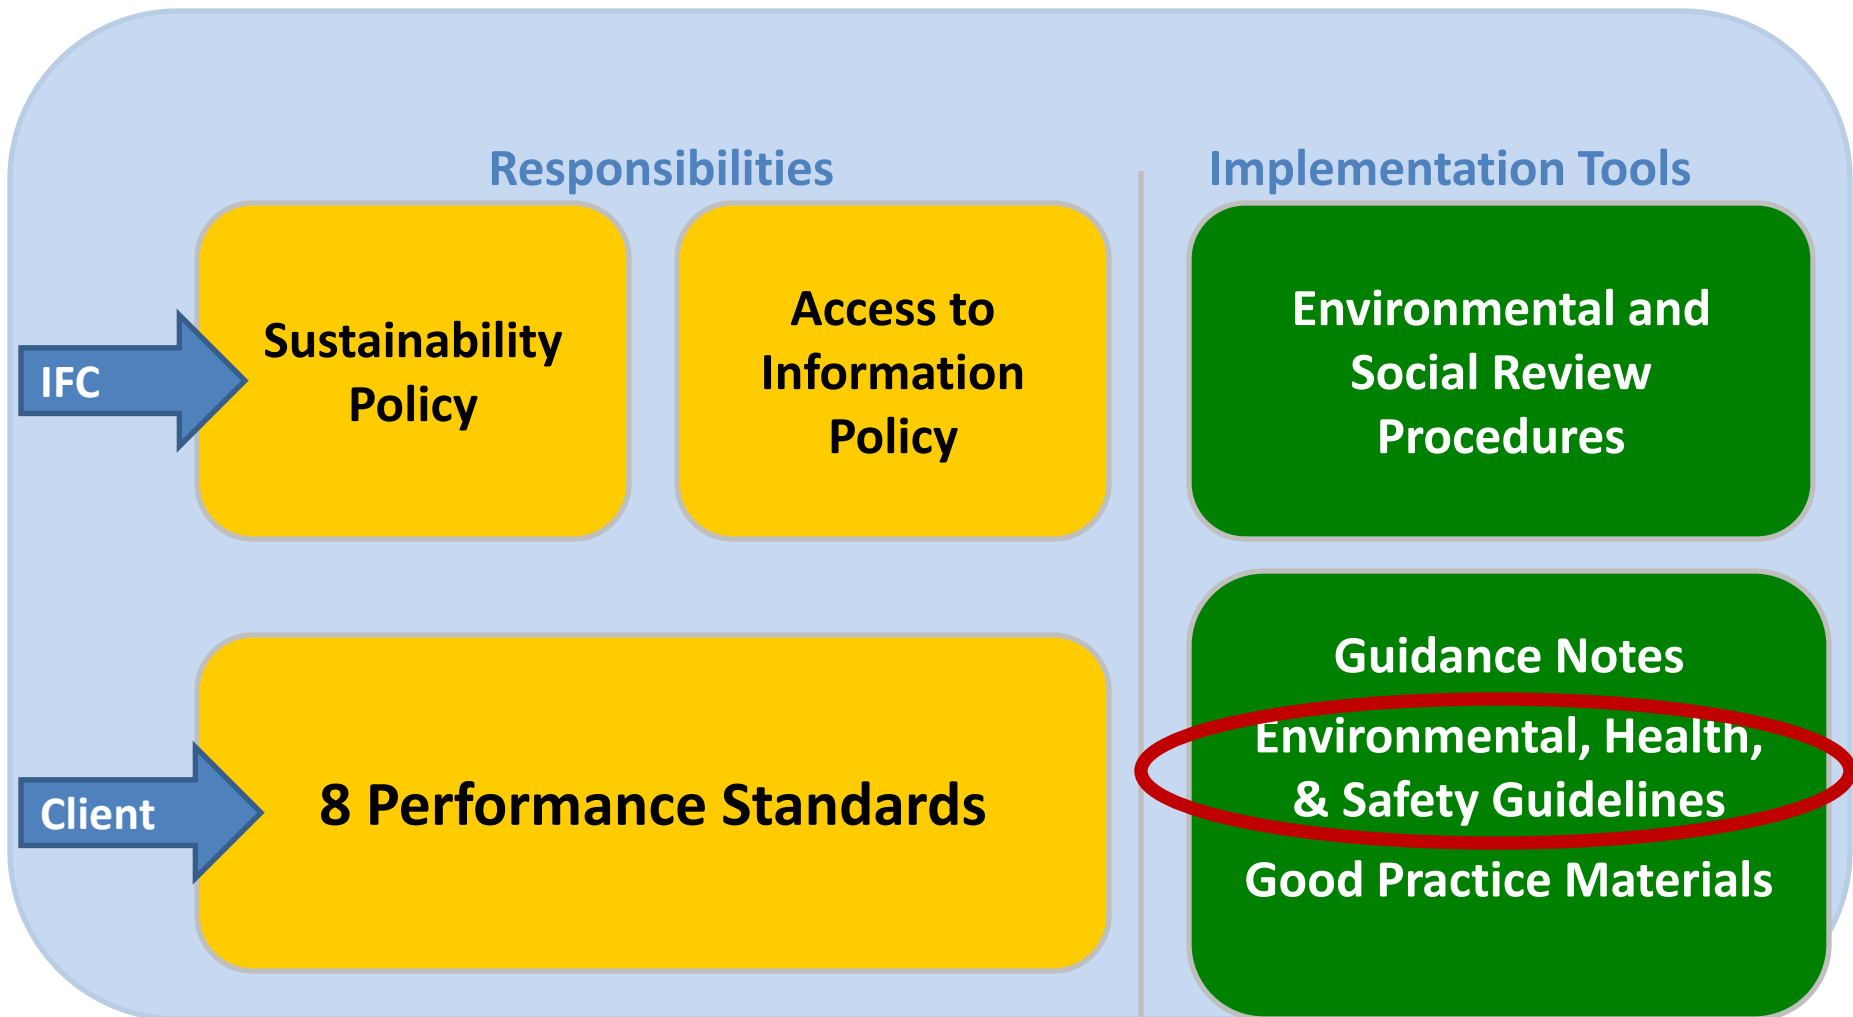 Responsibilities
Implementation Tools
IFC
Sustainability
Policy
Access to
Information
Policy
Environmental and
Social Review
Procedures
Client
8 Performance Standards
Guidance Notes
Environmental, Health,
& Safety Guidelines
Good Practice Materials